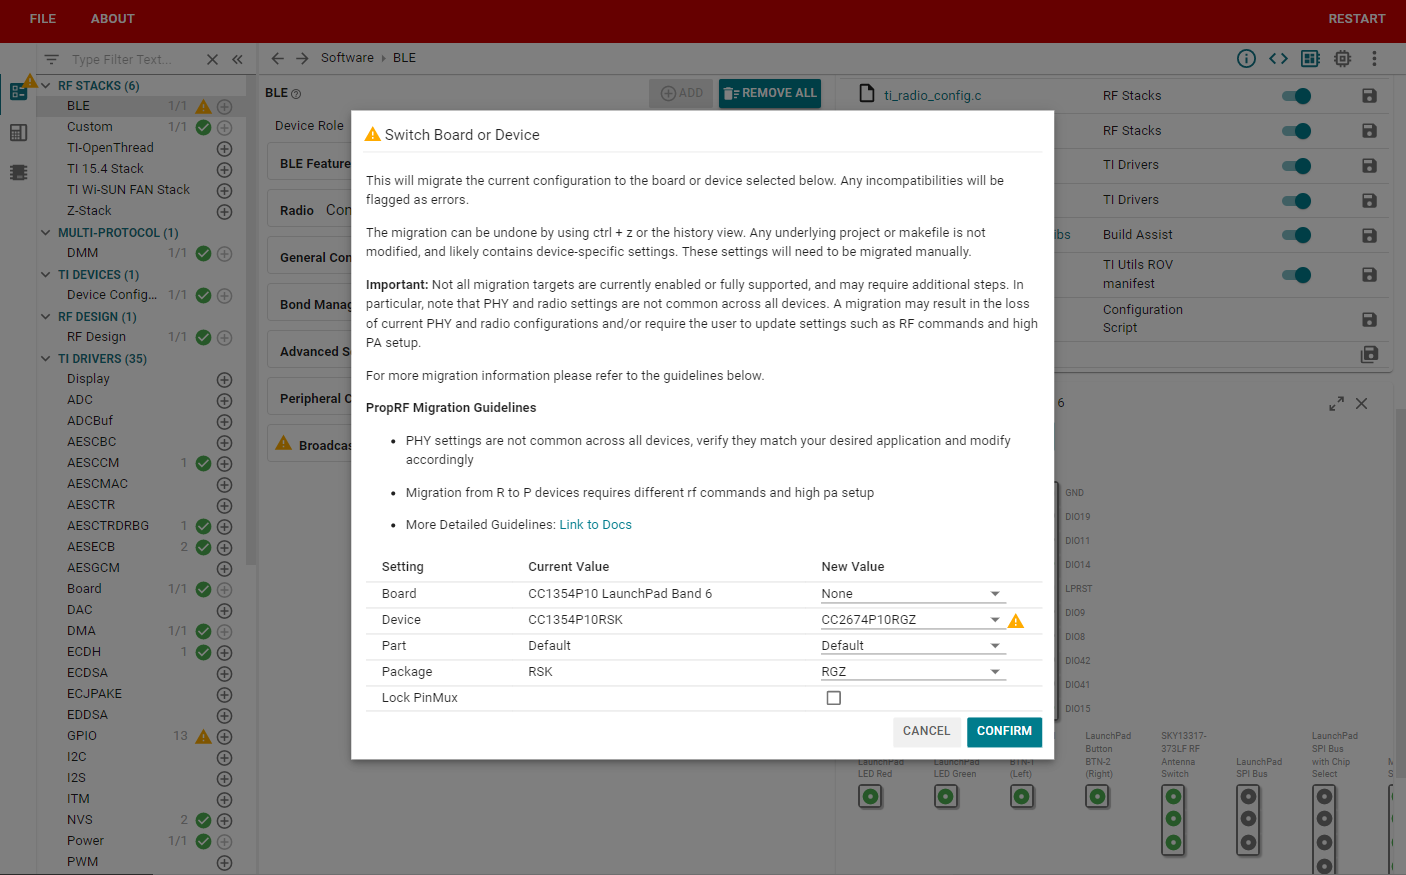 FILE
ABOUT
RESTART
Type Filter Text...
Software
BLE
RF STACKS (6)
BLE 1/1
Custom 1/1
TI-OpenThread
TI 15.4 Stack
TI Wi-SUN FAN Stack
Z-Stack
MULTI-PROTOCOL (1)
DMM 1/1
TI DEVICES (1)
Device Config... 1/1
RF DESIGN (1)
RF Design 1/1
TI DRIVERS (35)
Display
ADC
ADCBuf
AESCBC
AESCCM 1
AESCMAC
AESCTR
AESCTRDRBG 1
AESECB 2
AESGCM
Board 1/1
DAC
DMA 1/1
ECDH 1
ECDSA
ECJPAKE
EDDSA
GPIO 13
I2C
I2S
ITM
NVS 2
Power 1/1
PWM
BLE
ADD
REMOVE ALL
Device Role
BLE Feature
Radio Con
General Con
Bond Manag
Advanced S
Peripheral C
Broadcas
Switch Board or Device
This will migrate the current configuration to the board or device selected below. Any incompatibilities will be
flagged as errors.
The migration can be undone by using ctrl + z or the history view. Any underlying project or makefile is not
modified, and likely contains device-specific settings. These settings will need to be migrated manually.
Important: Not all migration targets are currently enabled or fully supported, and may require additional steps. In
particular, note that PHY and radio settings are not common across all devices. A migration may result in the loss
of current PHY and radio configurations and/or require the user to update settings such as RF commands and high
PA setup.
For more migration information please refer to the guidelines below.
PropRF Migration Guidelines
• PHY settings are not common across all devices, verify they match your desired application and modify
accordingly
• Migration from R to P devices requires different rf commands and high pa setup
• More Detailed Guidelines: Link to Docs
Setting Current Value New Value
Board CC1354P10 LaunchPad Band 6 None
Device CC1354P10RSK CC2674P10RGZ
Part Default Default
Package RSK RGZ
Lock PinMux
CANCEL
CONFIRM
ti_radio_config.c RF Stacks
RF Stacks
TI Drivers
TI Drivers
ibs Build Assist
TI Utils ROV
manifest
Configuration
Script
6
GND
DIO19
DIO11
DIO14
LPRST
DIO9
DIO8
DIO42
DIO41
DIO15
LaunchPad
LED Red
LaunchPad
LED Green
BTN-1
(Left)
LaunchPad
Button
BTN-2
(Right)
SKY13317-
373LF RF
Antenna
Switch
LaunchPad
SPI Bus
LaunchPad
SPI Bus
with Chip
Select